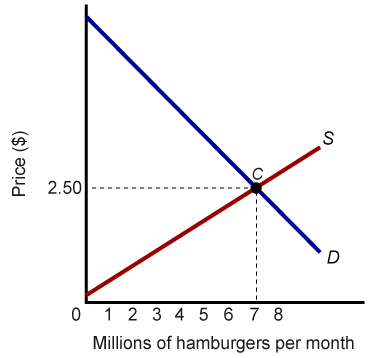 Price ($)
S
C
2.50
D
0 1 2 3 4 5 6 7 8
Millions of hamburgers per month